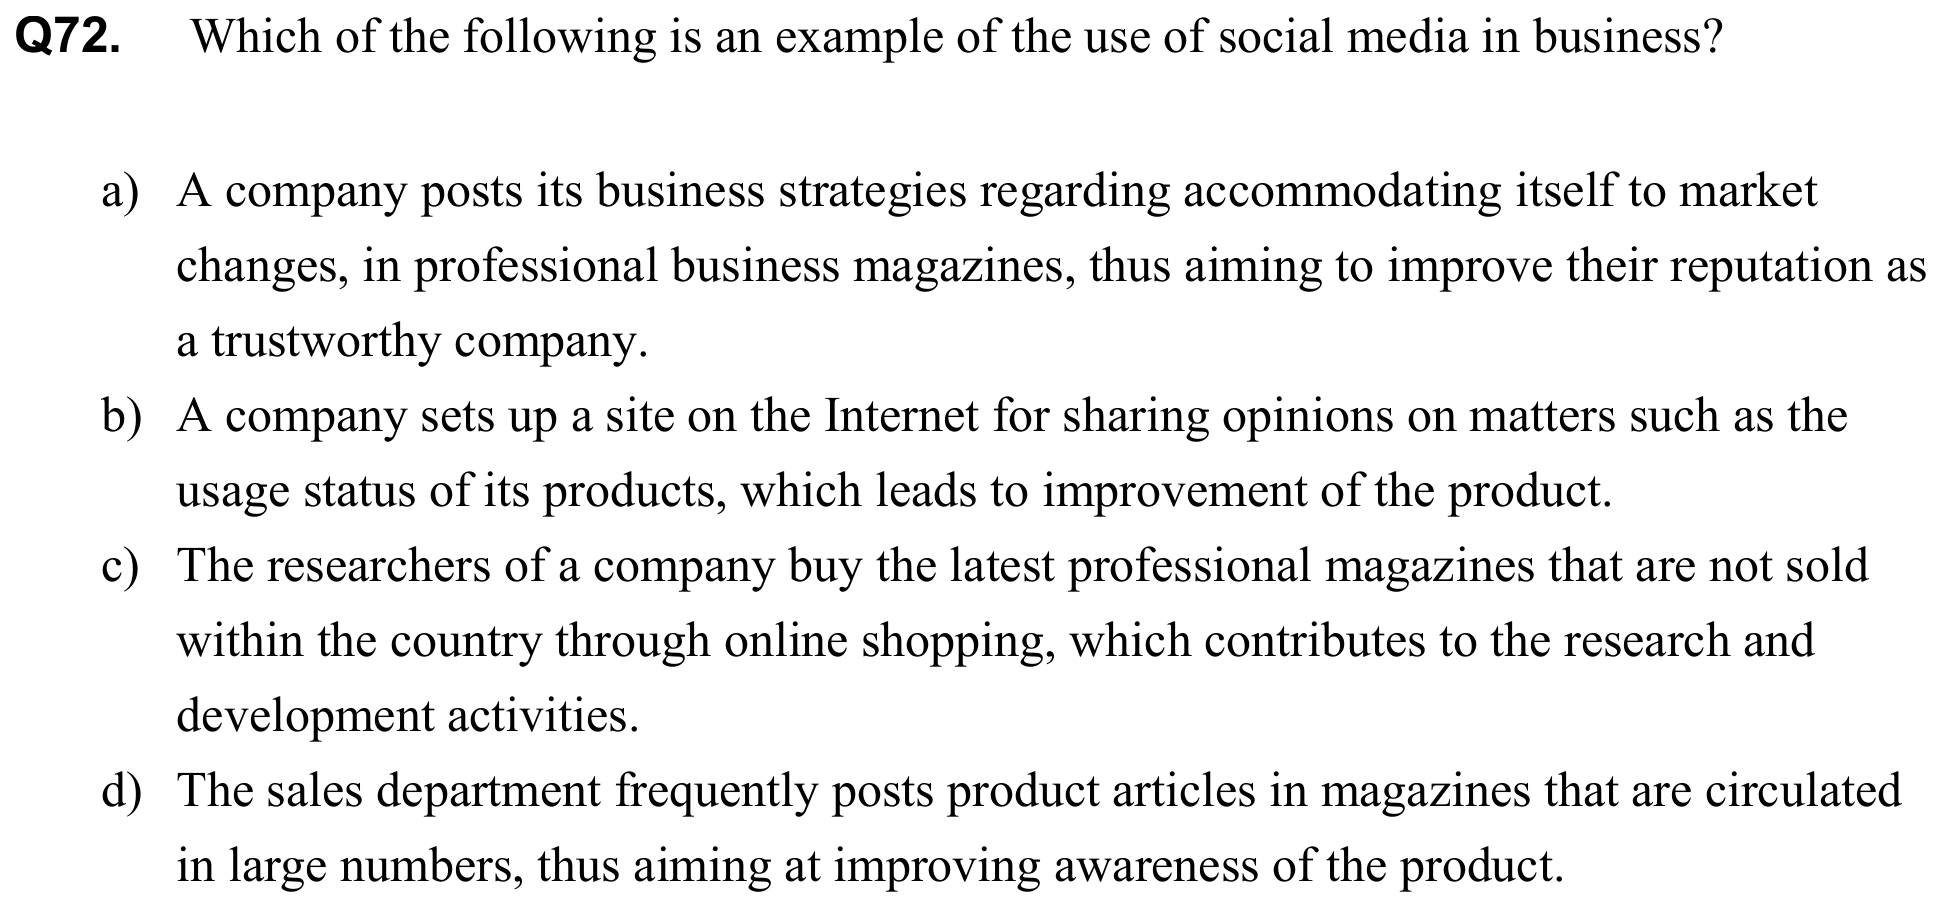 Q72. Which of the following is an example of the use of social media in business?
a) A company posts its business strategies regarding accommodating itself to market
changes, in professional business magazines, thus aiming to improve their reputation as
a trustworthy company.
b) A company sets up a site on the Internet for sharing opinions on matters such as the
usage status of its products, which leads to improvement of the product.
c) The researchers of a company buy the latest professional magazines that are not sold
within the country through online shopping, which contributes to the research and
development activities.
d) The sales department frequently posts product articles in magazines that are circulated
in large numbers, thus aiming at improving awareness of the product.